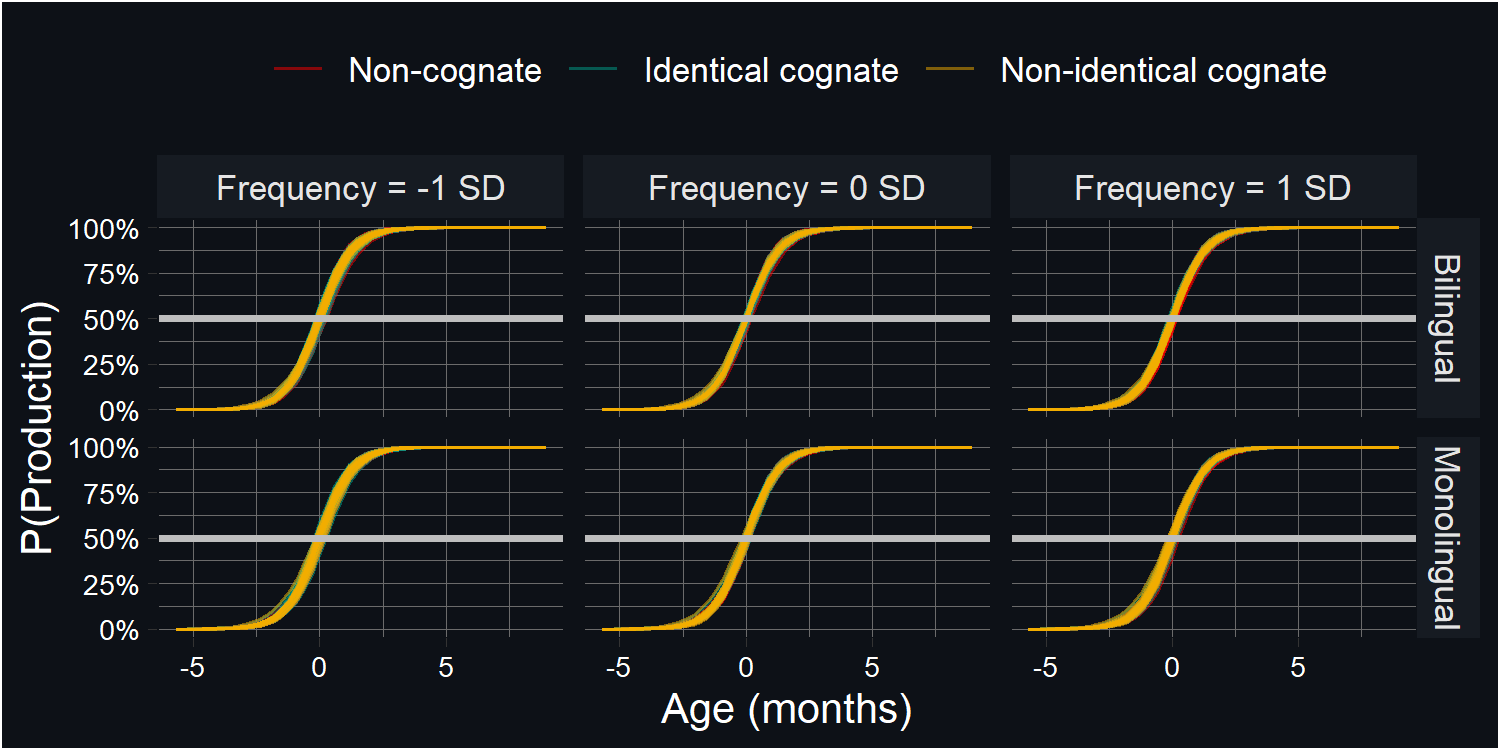 Non-cognate Identical cognate Non-identical cognate
Frequency = -1 SD Frequency = 0 SD Frequency = 1 SD
100%
75%
50%
25%
0%
Bilingual
100%
75%
50%
25%
0%
Monolingual
P(Production)
-5 0 5 -5 0 5 -5 0 5
Age (months)